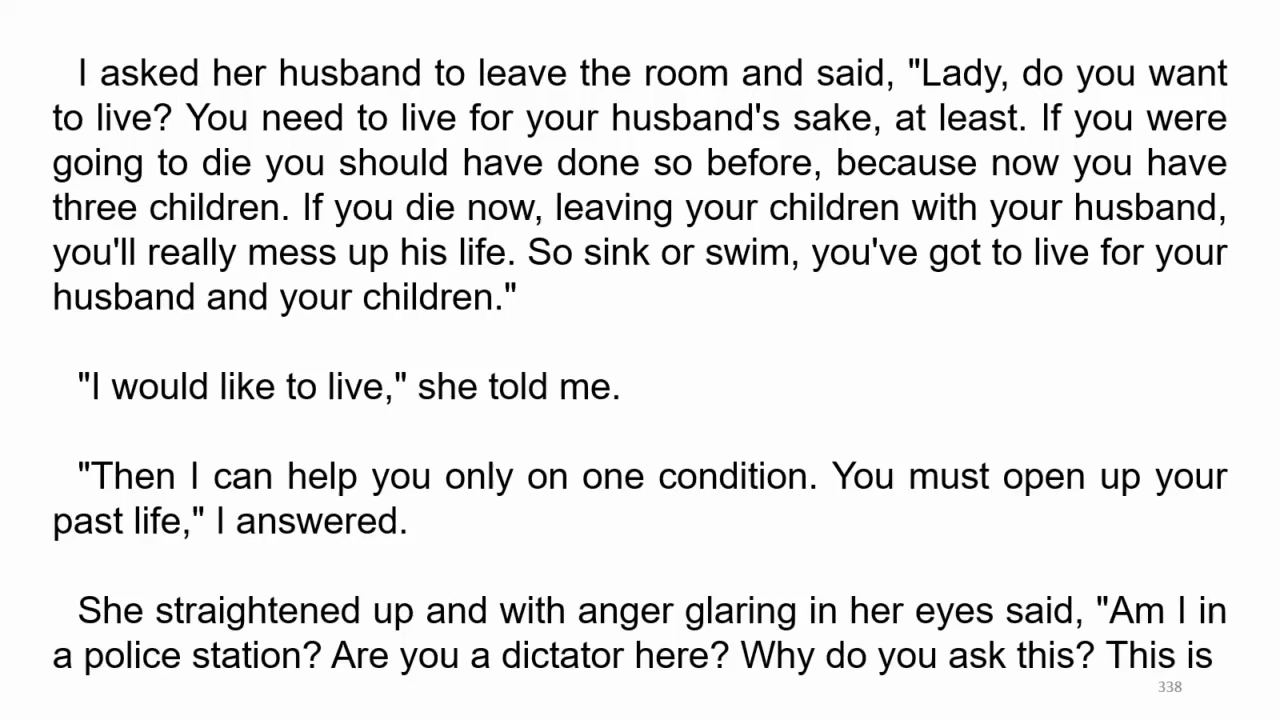 I asked her husband to leave the room and said, "Lady, do you want
to live? You need to live for your husband's sake, at least. If you were
going to die you should have done so before, because now you have
three children. If you die now, leaving your children with your husband,
you'll really mess up his life. So sink or swim, you've got to live for your
husband and your children."
"I would like to live," she told me.
"Then I can help you only on one condition. You must open up your
past life," I answered.
She straightened up and with anger glaring in her eyes said, "Am I in
a police station? Are you a dictator here? Why do you ask this? This is
338